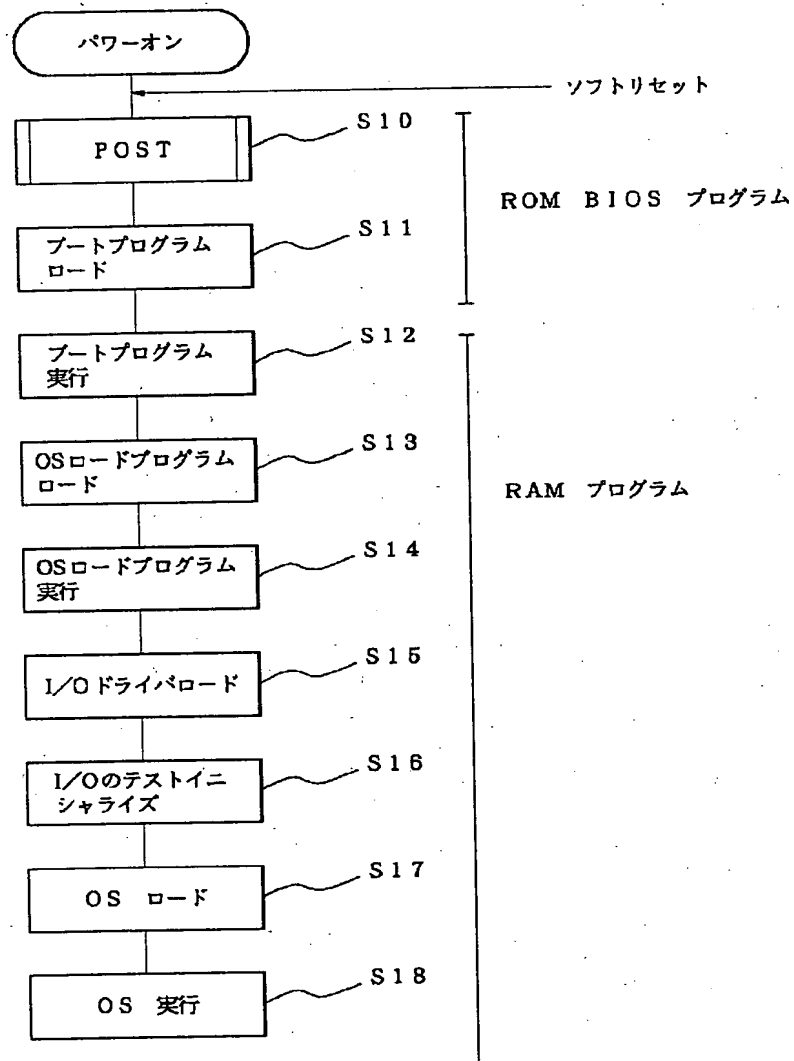 パワーオン
ソフトリセット
POST
S10
ROM BIOS プログラム
ブートプログラム
ロード
S11
ブートプログラム
実行
S12
OSロードプログラム
ロード
S13
RAM プログラム
OSロードプログラム
実行
S14
I/Oドライバロード
S15
I/Oのテストイニ
シャライズ
S16
OS ロード
S17
OS 実行
S18